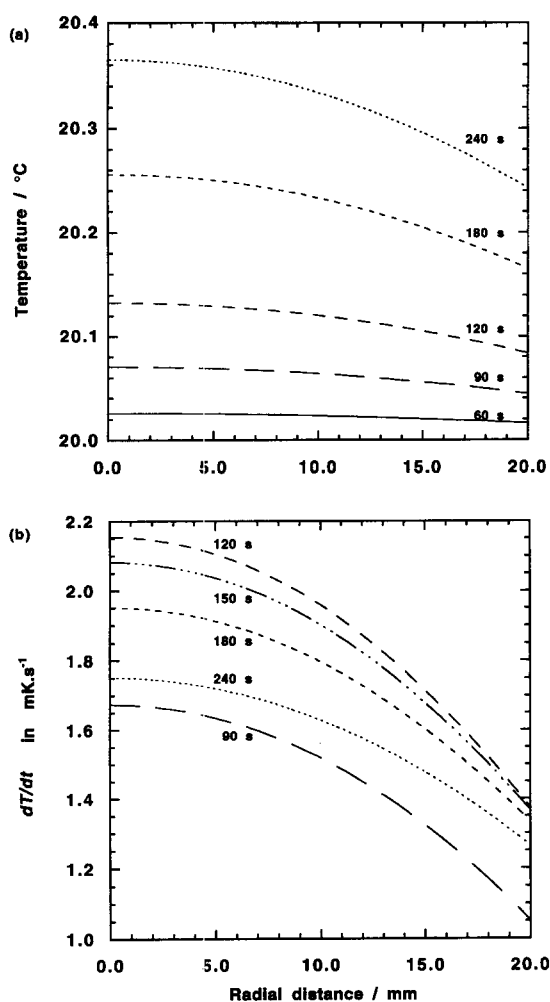 (a)
20.4
20.3
20.2
20.1
20.0
Temperature / °C
240 s
180 s
120 s
90 s
60 s
0.0 5.0 10.0 15.0 20.0
(b)
2.2
2.0
1.8
1.6
1.4
1.2
1.0
dT/dt in mK.s⁻¹
120 s
150 s
180 s
240 s
90 s
0.0 5.0 10.0 15.0 20.0
Radial distance / mm